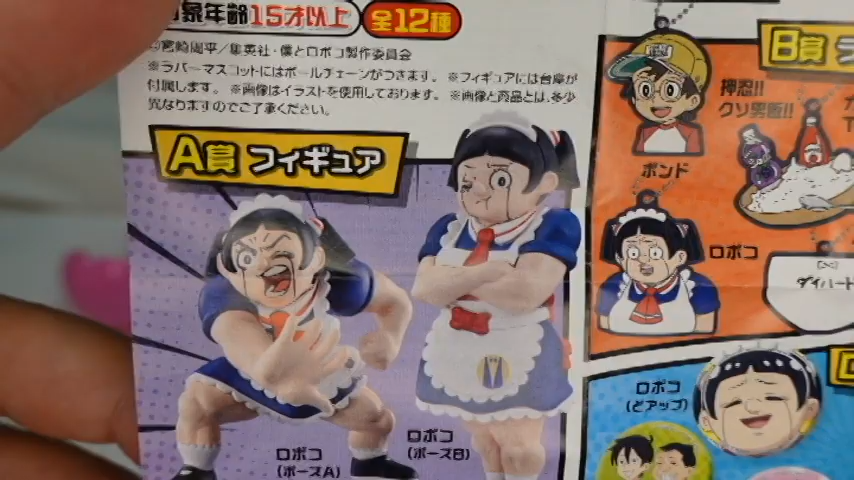 対象年齢15才以上 全12種
©宮崎周平/集英社・僕とロボコ製作委員会
※ラバーマスコットにはボールチェーンがつきます。 ※フィギュアには台座が
付属します。 ※画像はイラストを使用しております。 ※画像と商品とは、多少
異なりますのでご了承ください。
A賞 フィギュア
ロボコ
(ポーズA)
ロボコ
(ポーズB)
B賞
ボンド
押忍!!
クソ男飯!!
ロボコ
ダイハート
ロボコ
(どアップ)